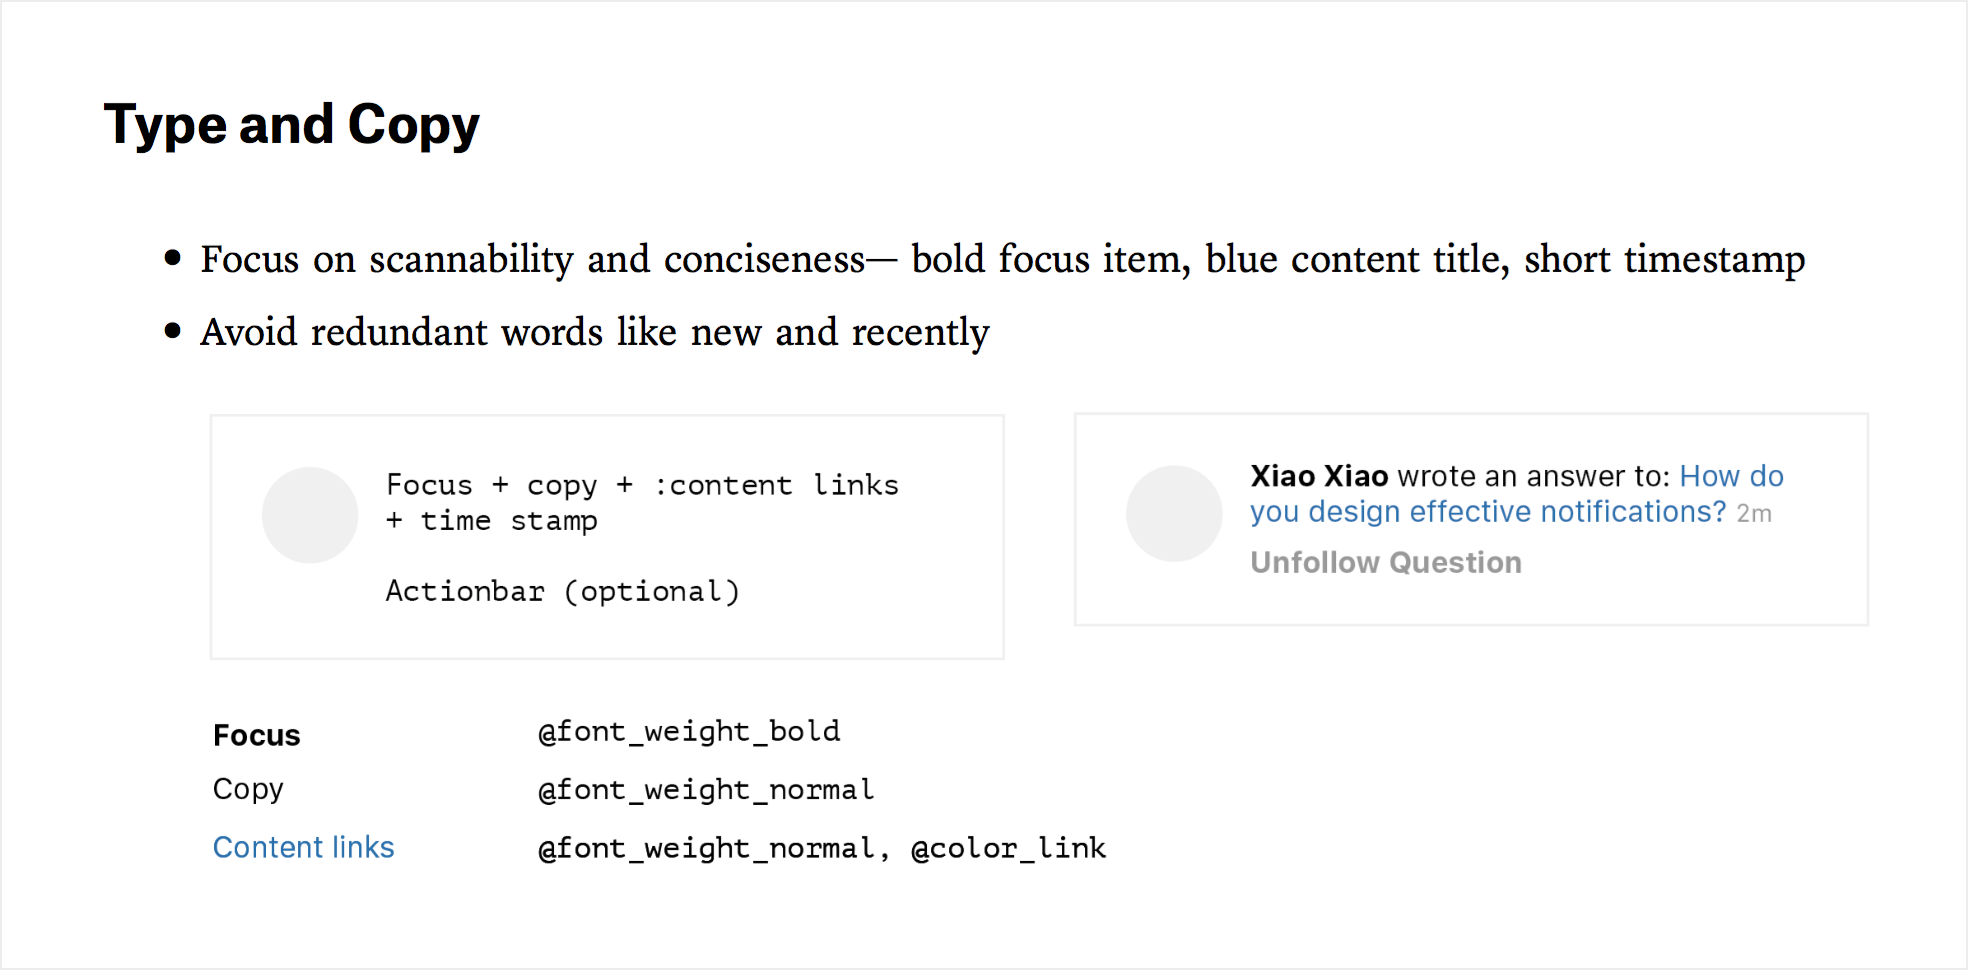 Type and Copy
• Focus on scannability and conciseness— bold focus item, blue content title, short timestamp
• Avoid redundant words like new and recently
Focus + copy + :content links
+ time stamp
Actionbar (optional)
Xiao Xiao wrote an answer to: How do
you design effective notifications? 2m
Unfollow Question
Focus @font_weight_bold
Copy @font_weight_normal
Content links @font_weight_normal, @color_link